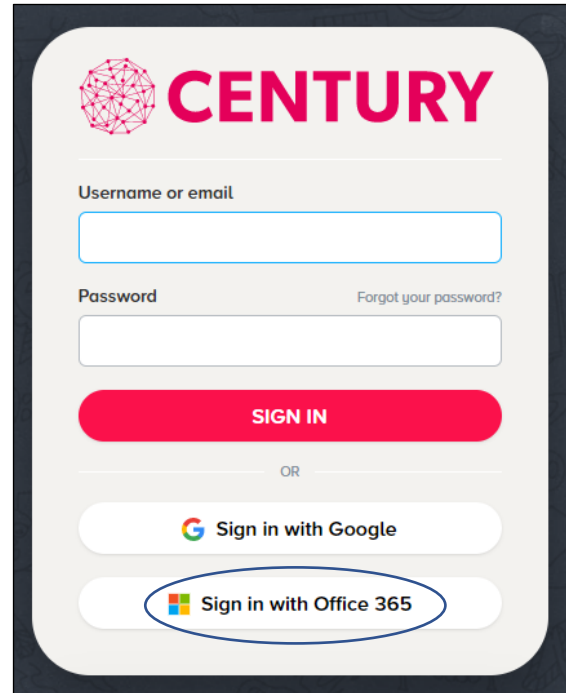 CENTURY
Username or email
Password
Forgot your password?
SIGN IN
OR
Sign in with Google
Sign in with Office 365